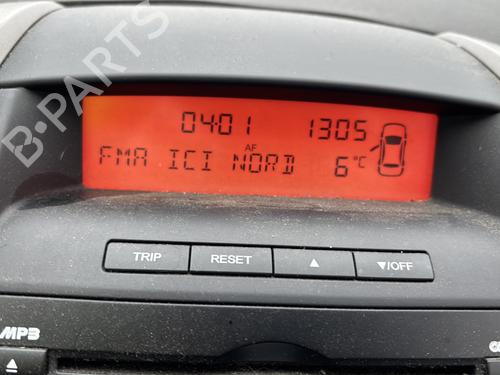 0401 1305
AF
FMA ICI NORD 6°C
TRIP RESET ▲ ▼/OFF
MP3
B-PARTS